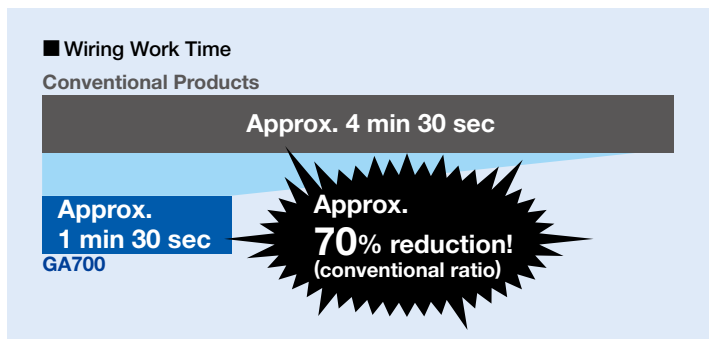 ■ Wiring Work Time
Conventional Products
Approx. 4 min 30 sec
Approx.
1 min 30 sec
GA700
Approx.
70% reduction!
(conventional ratio)